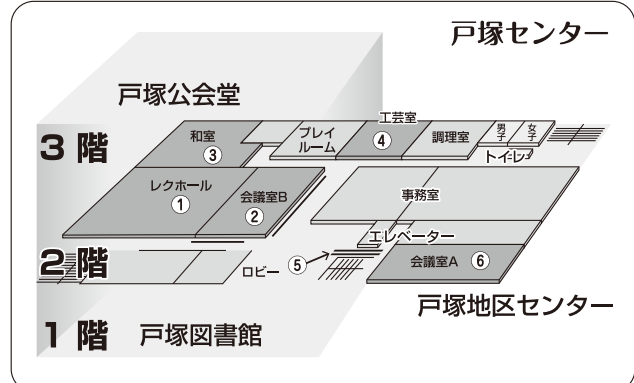 戸塚センター
戸塚公会堂
3階
和室
③
プレイ
ルーム
工芸室
④
調理室
男子
女子
トイレ
レクホール
①
会議室B
②
事務室
エレベーター
2階
ロビー
⑤
会議室A ⑥
戸塚地区センター
1階
戸塚図書館